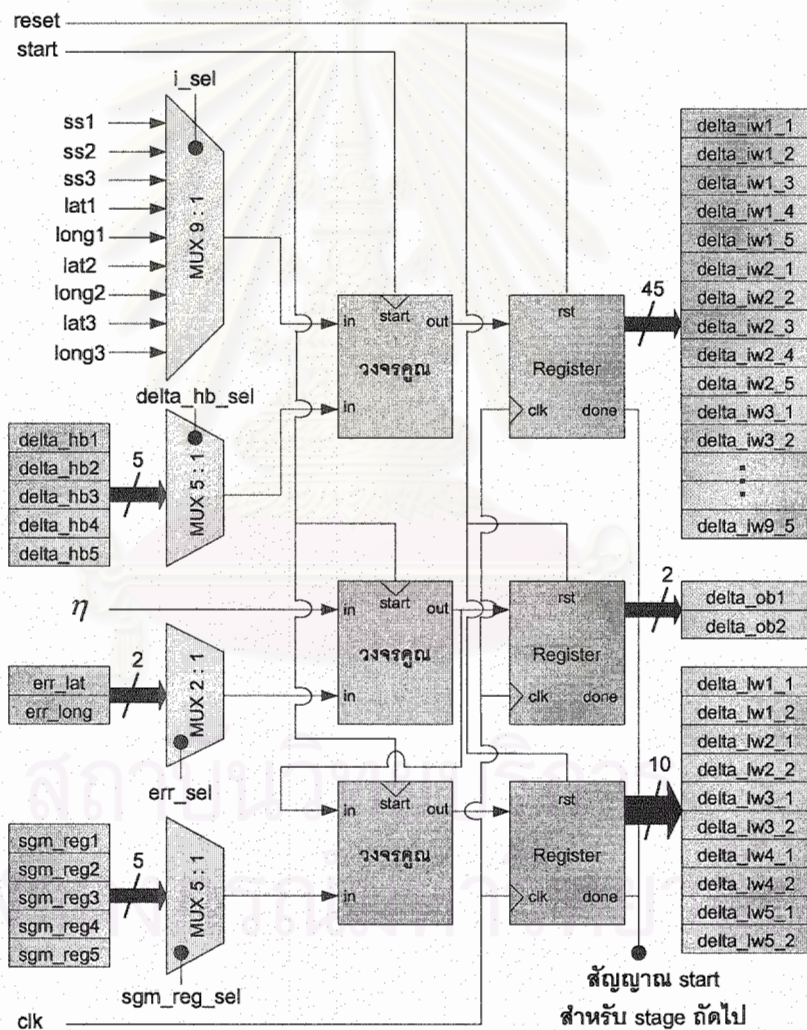 reset
start
i_sel
ss1
ss2
ss3
lat1
long1
lat2
long2
lat3
long3
MUX 9 : 1
delta_hb_sel
delta_hb1
delta_hb2
delta_hb3
delta_hb4
delta_hb5
5
MUX 5 : 1
in
start
out
วงจรคูณ
in
rst
Register
clk
done
45
delta_iw1_1
delta_iw1_2
delta_iw1_3
delta_iw1_4
delta_iw1_5
delta_iw2_1
delta_iw2_2
delta_iw2_3
delta_iw2_4
delta_iw2_5
delta_iw3_1
delta_iw3_2
delta_iw9_5
η
err_lat
err_long
2
MUX 2 : 1
err_sel
in
start
out
วงจรคูณ
in
rst
Register
clk
done
2
delta_ob1
delta_ob2
sgm_reg1
sgm_reg2
sgm_reg3
sgm_reg4
sgm_reg5
5
MUX 5 : 1
sgm_reg_sel
in
start
out
วงจรคูณ
in
rst
Register
clk
done
10
delta_lw1_1
delta_lw1_2
delta_lw2_1
delta_lw2_2
delta_lw3_1
delta_lw3_2
delta_lw4_1
delta_lw4_2
delta_lw5_1
delta_lw5_2
สัญญาณ start
สำหรับ stage ถัดไป
clk